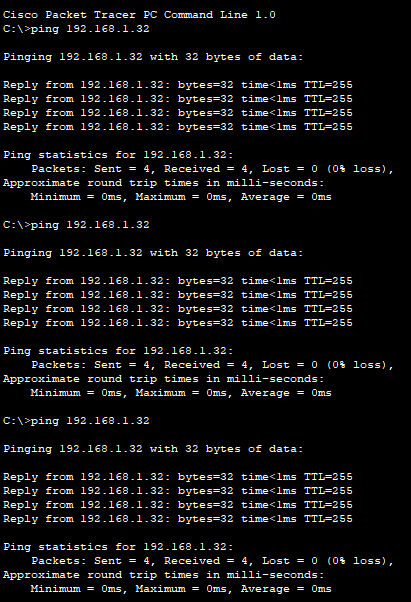 Cisco Packet Tracer PC Command Line 1.0
C:\>ping 192.168.1.32
Pinging 192.168.1.32 with 32 bytes of data:
Reply from 192.168.1.32: bytes=32 time<1ms TTL=255
Reply from 192.168.1.32: bytes=32 time<1ms TTL=255
Reply from 192.168.1.32: bytes=32 time<1ms TTL=255
Reply from 192.168.1.32: bytes=32 time<1ms TTL=255
Ping statistics for 192.168.1.32:
    Packets: Sent = 4, Received = 4, Lost = 0 (0% loss),
Approximate round trip times in milli-seconds:
    Minimum = 0ms, Maximum = 0ms, Average = 0ms
C:\>ping 192.168.1.32
Pinging 192.168.1.32 with 32 bytes of data:
Reply from 192.168.1.32: bytes=32 time<1ms TTL=255
Reply from 192.168.1.32: bytes=32 time<1ms TTL=255
Reply from 192.168.1.32: bytes=32 time<1ms TTL=255
Reply from 192.168.1.32: bytes=32 time<1ms TTL=255
Ping statistics for 192.168.1.32:
    Packets: Sent = 4, Received = 4, Lost = 0 (0% loss),
Approximate round trip times in milli-seconds:
    Minimum = 0ms, Maximum = 0ms, Average = 0ms
C:\>ping 192.168.1.32
Pinging 192.168.1.32 with 32 bytes of data:
Reply from 192.168.1.32: bytes=32 time<1ms TTL=255
Reply from 192.168.1.32: bytes=32 time<1ms TTL=255
Reply from 192.168.1.32: bytes=32 time<1ms TTL=255
Reply from 192.168.1.32: bytes=32 time<1ms TTL=255
Ping statistics for 192.168.1.32:
    Packets: Sent = 4, Received = 4, Lost = 0 (0% loss),
Approximate round trip times in milli-seconds:
    Minimum = 0ms, Maximum = 0ms, Average = 0ms